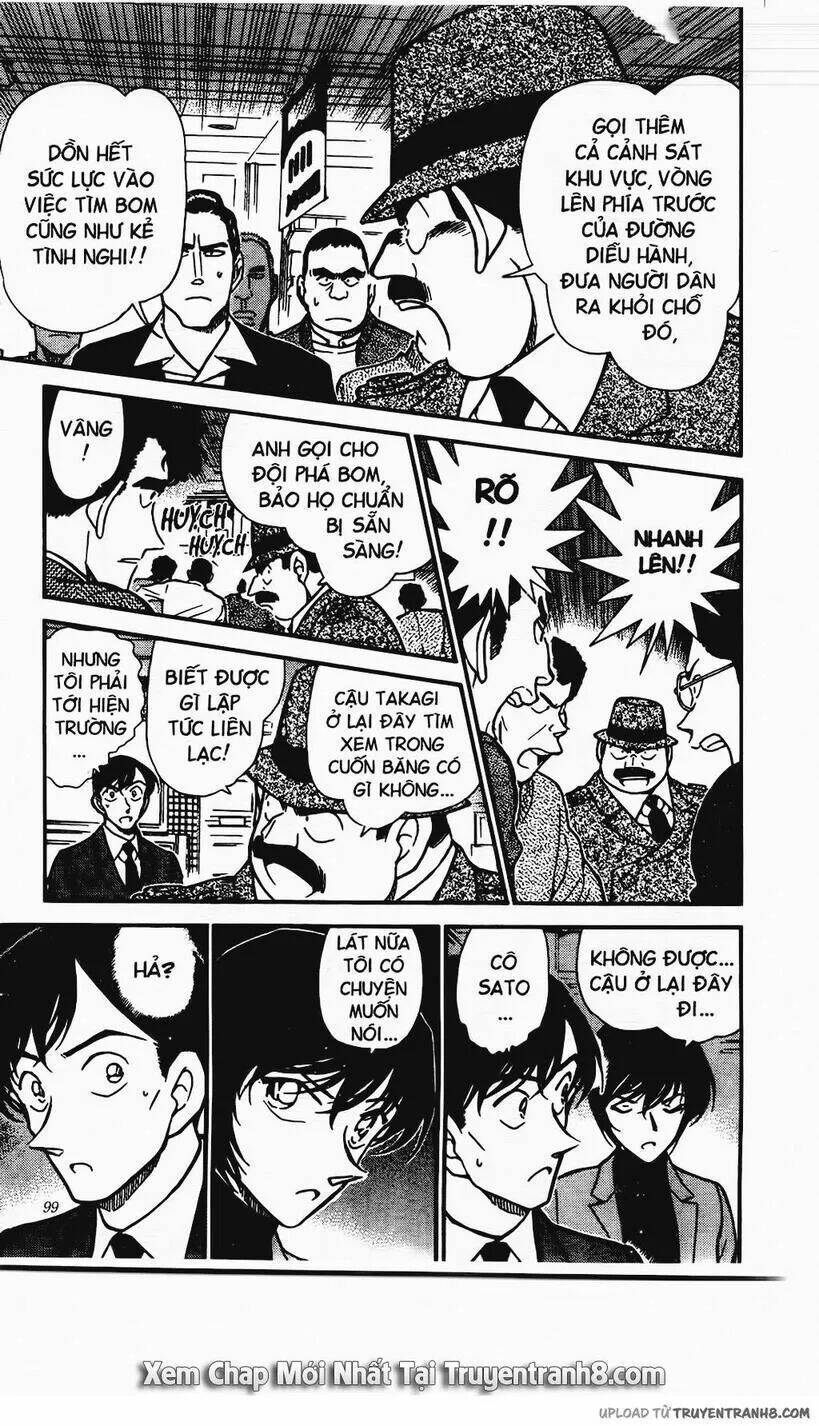 GỌI THÊM
CẢ CẢNH SÁT
KHU VỰC, VÒNG
LÊN PHÍA TRƯỚC
CỦA ĐƯỜNG
DIỀU HÀNH,
ĐƯA NGƯỜI DÂN
RA KHỎI CHỖ
ĐÓ,
DỒN HẾT
SỨC LỰC VÀO
VIỆC TÌM BOM
CŨNG NHƯ KẺ
TÌNH NGHI!!
NHANH
LÊN!!
RÕ
!!
ANH GỌI CHO
ĐỘI PHÁ BOM,
BẢO HỌ CHUẨN
BỊ SẴN
SÀNG!
VÂNG
!
HUỴCH
HUỴCH
CẬU TAKAGI
Ở LẠI ĐÂY TÌM
XEM TRONG
CUỐN BĂNG CÓ
GÌ KHÔNG...
BIẾT ĐƯỢC
GÌ LẬP
TỨC LIÊN
LẠC!
NHƯNG
TÔI PHẢI
TỚI HIỆN
TRƯỜNG
...
KHÔNG ĐƯỢC...
CẬU Ở LẠI ĐÂY
ĐI...
CÔ
SATO
...
LÁT NỮA
TÔI CÓ
CHUYỆN
MUỐN
NÓI...
HẢ?
99
Xem Chap Mới Nhất Tại Truyentranh8.com
UPLOAD TỪ TRUYENTRANH8.COM